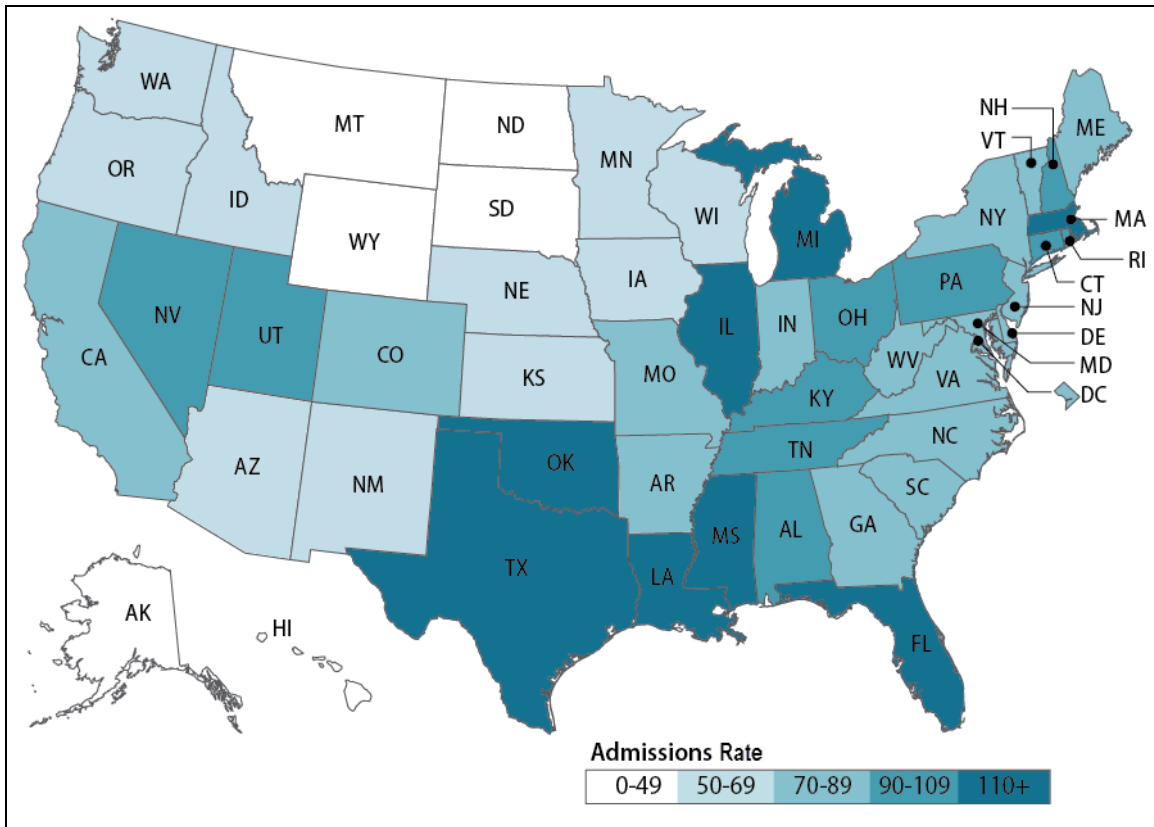 WA
MT
ND
MN
NH
VT
ME
OR
ID
SD
WI
NY
MA
WY
MI
RI
NE
IA
PA
CT
NJ
NV
UT
CO
IL
IN
OH
DE
CA
MO
WV
MD
KS
KY
VA
DC
AZ
NM
OK
AR
TN
NC
SC
MS
AL
GA
TX
LA
AK
HI
FL
Admissions Rate
0-49 50-69 70-89 90-109 110+